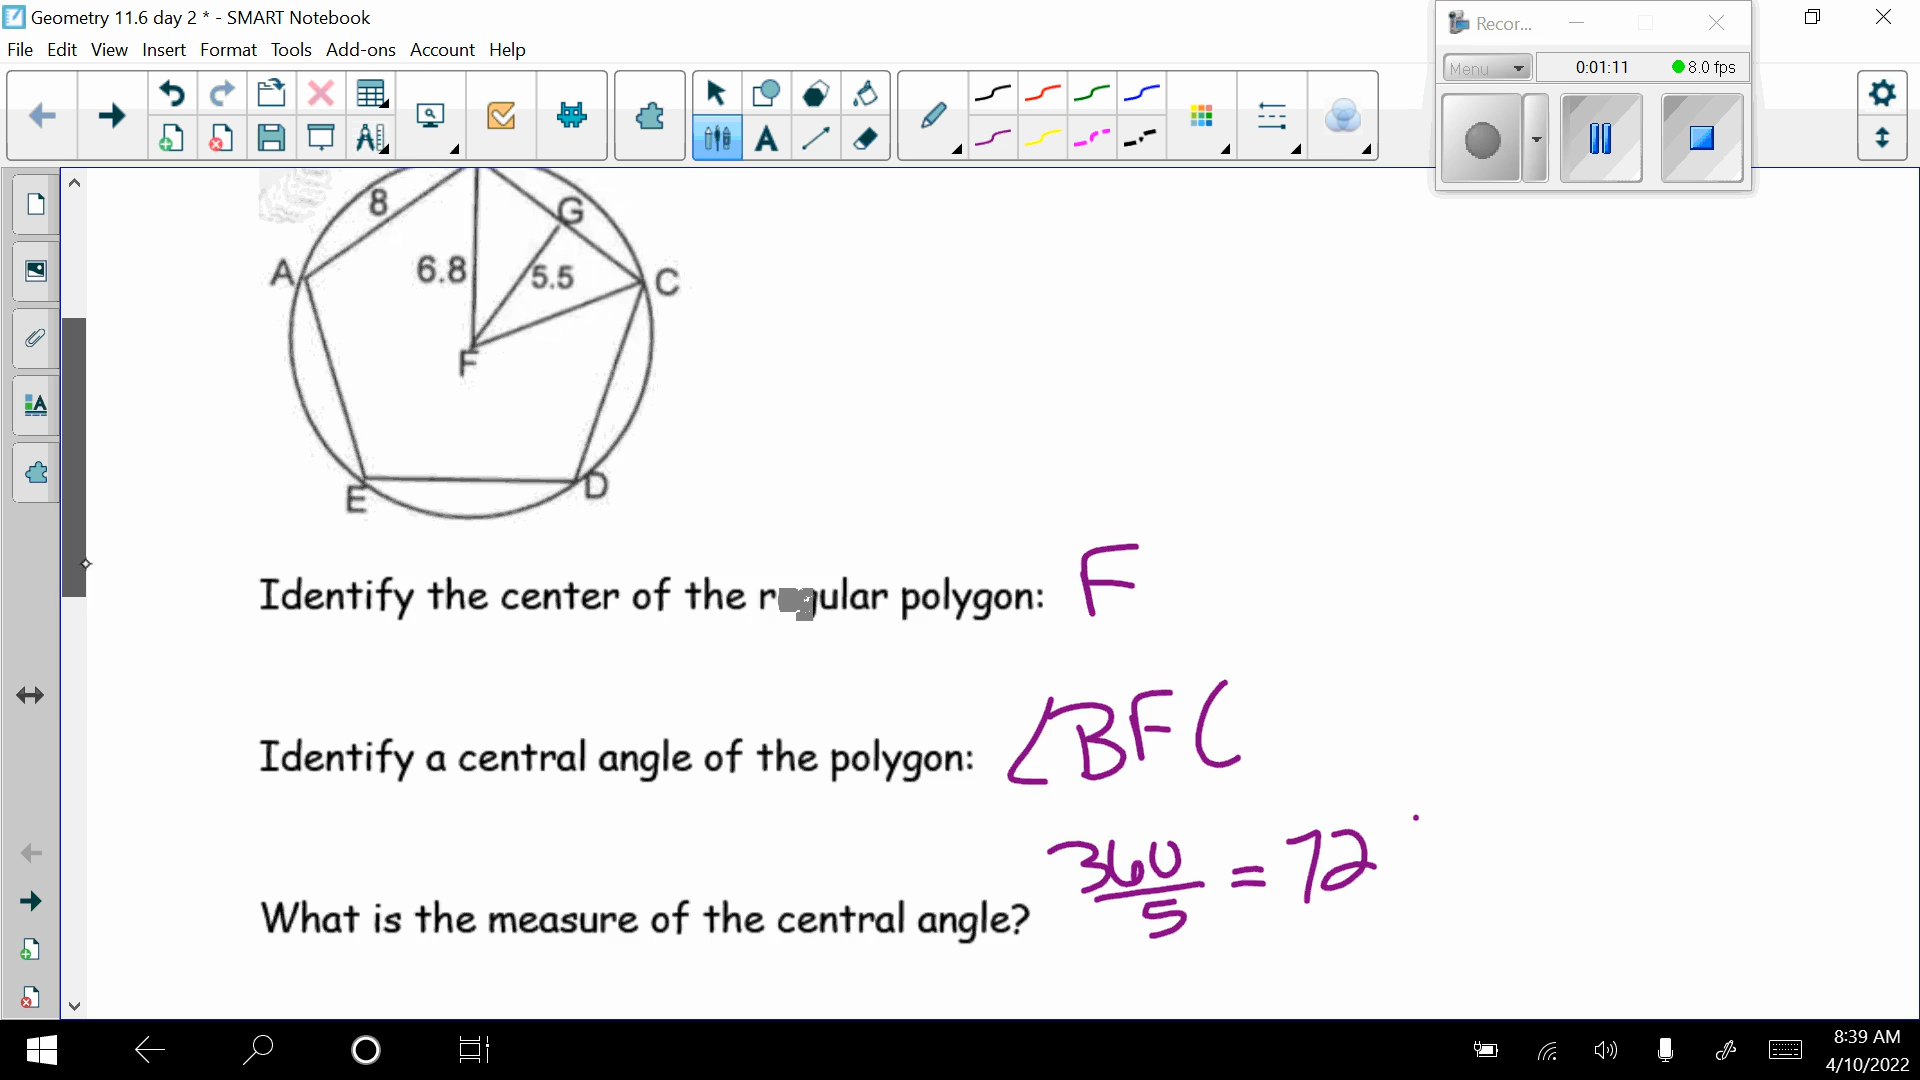 Geometry 11.6 day 2 * - SMART Notebook
Recor...
File Edit View Insert Format Tools Add-ons Account Help
Menu 0:01:11 8.0 fps
8
G
A 6.8 5.5 C
F
E D
Identify the center of the regular polygon: F
Identify a central angle of the polygon: ∠BFC
What is the measure of the central angle? 360/5 = 72
8:39 AM
4/10/2022